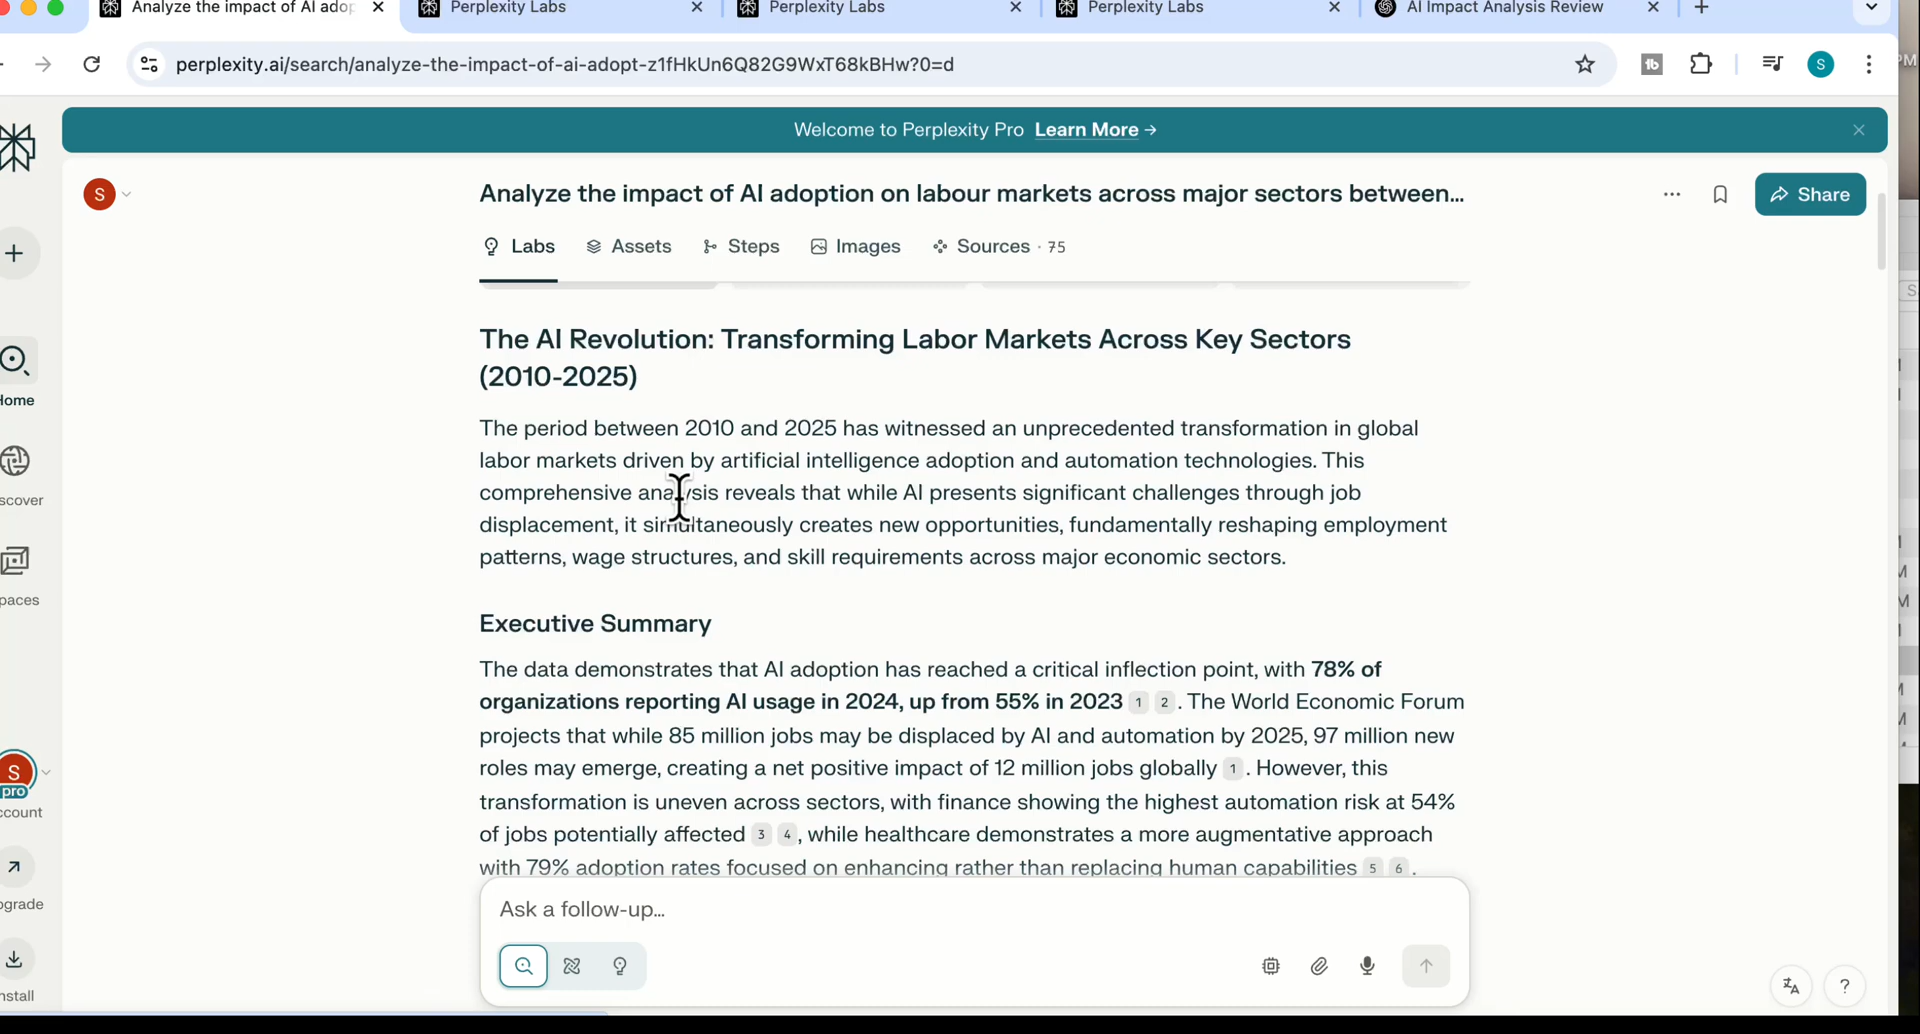 Analyze the impact of AI adop
Perplexity Labs
Perplexity Labs
Perplexity Labs
AI Impact Analysis Review
perplexity.ai/search/analyze-the-impact-of-ai-adopt-z1fHkUn6Q82G9WxT68kBHw?0=d
S
Welcome to Perplexity Pro Learn More →
S
Analyze the impact of AI adoption on labour markets across major sectors between...
Share
Labs
Assets
Steps
Images
Sources · 75
The AI Revolution: Transforming Labor Markets Across Key Sectors
(2010-2025)
The period between 2010 and 2025 has witnessed an unprecedented transformation in global
labor markets driven by artificial intelligence adoption and automation technologies. This
comprehensive analysis reveals that while AI presents significant challenges through job
displacement, it simultaneously creates new opportunities, fundamentally reshaping employment
patterns, wage structures, and skill requirements across major economic sectors.
Executive Summary
The data demonstrates that AI adoption has reached a critical inflection point, with 78% of
organizations reporting AI usage in 2024, up from 55% in 2023 1 2 . The World Economic Forum
projects that while 85 million jobs may be displaced by AI and automation by 2025, 97 million new
roles may emerge, creating a net positive impact of 12 million jobs globally 1 . However, this
transformation is uneven across sectors, with finance showing the highest automation risk at 54%
of jobs potentially affected 3 4 , while healthcare demonstrates a more augmentative approach
with 79% adoption rates focused on enhancing rather than replacing human capabilities 5 6 .
Ask a follow-up...
Home
scover
paces
S
pro
ccount
grade
nstall
?